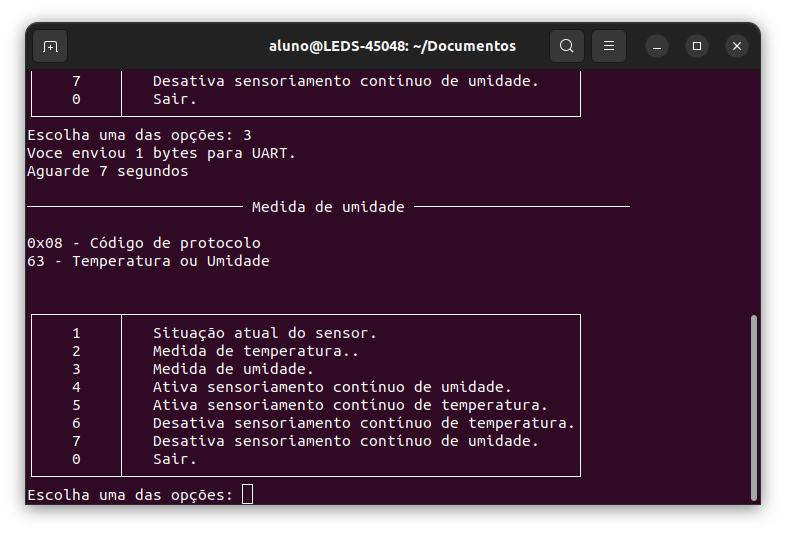 aluno@LEDS-45048: ~/Documentos
7 Desativa sensoriamento contínuo de umidade.
0 Sair.
Escolha uma das opções: 3
Voce enviou 1 bytes para UART.
Aguarde 7 segundos
Medida de umidade
0x08 - Código de protocolo
63 - Temperatura ou Umidade
1 Situação atual do sensor.
2 Medida de temperatura..
3 Medida de umidade.
4 Ativa sensoriamento contínuo de umidade.
5 Ativa sensoriamento contínuo de temperatura.
6 Desativa sensoriamento contínuo de temperatura.
7 Desativa sensoriamento contínuo de umidade.
0 Sair.
Escolha uma das opções: